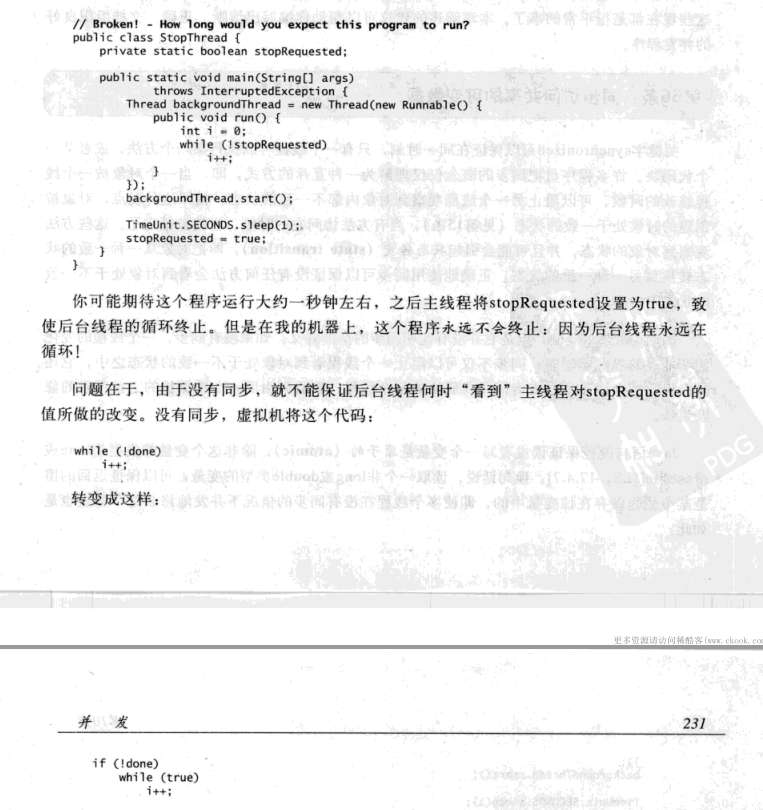 // Broken! - How long would you expect this program to run?
public class StopThread {
private static boolean stopRequested;
public static void main(String[] args)
throws InterruptedException {
Thread backgroundThread = new Thread(new Runnable() {
public void run() {
int i = 0;
while (!stopRequested)
i++;
}
});
backgroundThread.start();
TimeUnit.SECONDS.sleep(1);
stopRequested = true;
}
}
你可能期待这个程序运行大约一秒钟左右，之后主线程将stopRequested设置为true，致
使后台线程的循环终止。但是在我的机器上，这个程序永远不会终止：因为后台线程永远在
循环！
问题在于，由于没有同步，就不能保证后台线程何时“看到”主线程对stopRequested的
值所做的改变。没有同步，虚拟机将这个代码：
while (!done)
i++;
转变成这样：
PDG
更多资源请访问稀酷客(www.ckook.com
并 发
231
if (!done)
while (true)
i++;